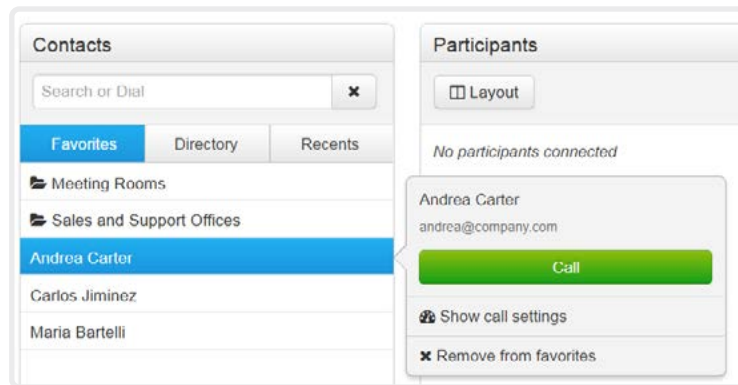 Contacts
Search or Dial
Favorites Directory Recents
Meeting Rooms
Sales and Support Offices
Andrea Carter
Carlos Jiminez
Maria Bartelli
Participants
Layout
No participants connected
Andrea Carter
andrea@company.com
Call
Show call settings
Remove from favorites